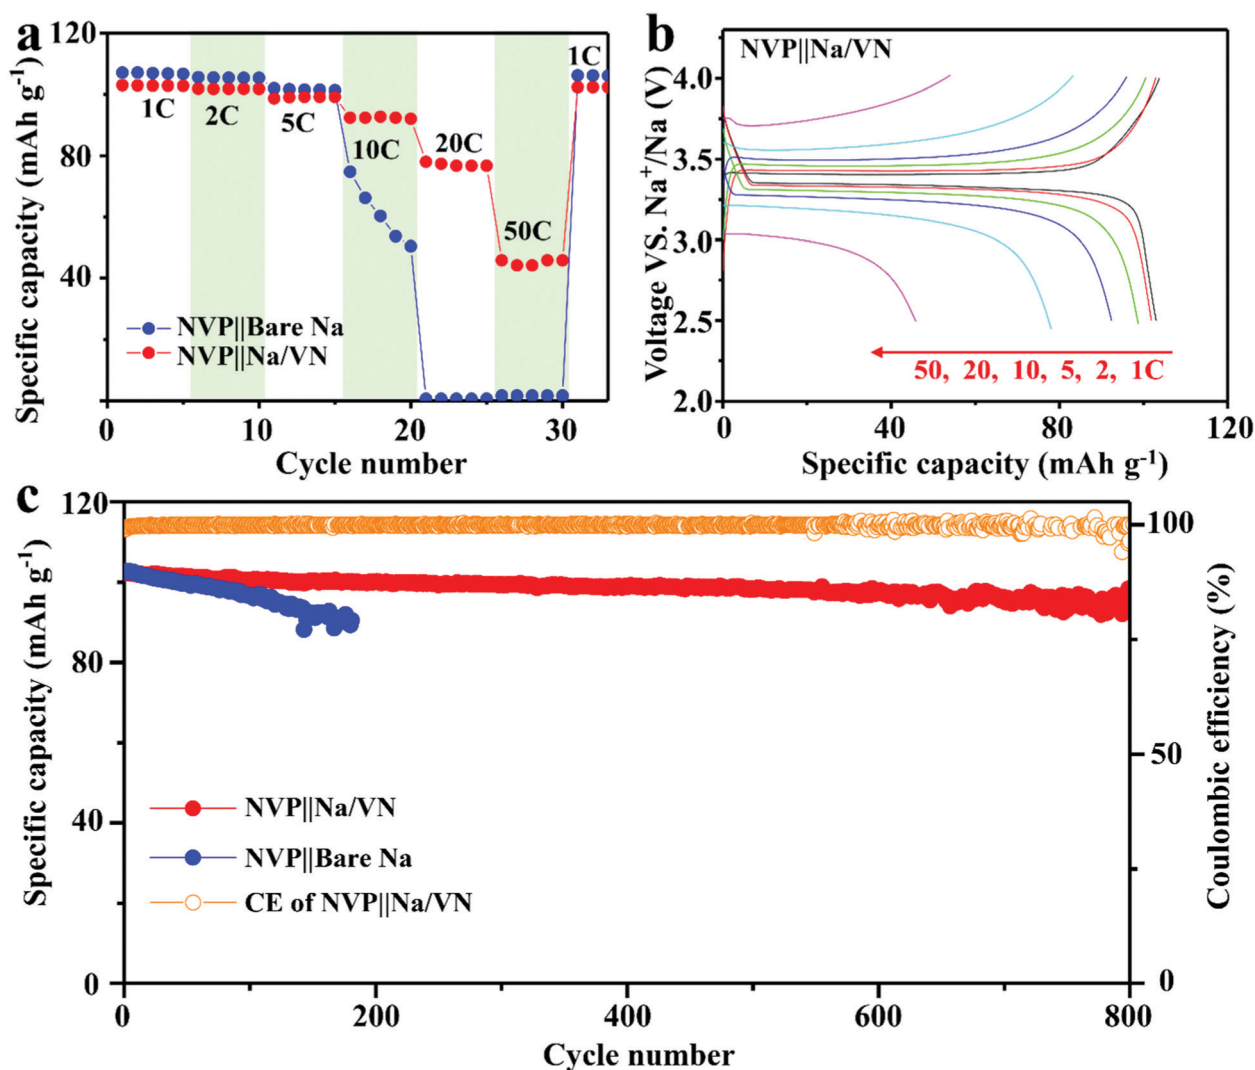 a
120
80
40
0
0
10
20
30
Specific capacity (mAh g-1)
Cycle number
1C
2C
5C
10C
20C
50C
1C
NVP||Bare Na
NVP||Na/VN
b
NVP||Na/VN
4.0
3.5
3.0
2.5
2.0
0
40
80
120
Voltage VS. Na+/Na (V)
Specific capacity (mAh g-1)
50, 20, 10, 5, 2, 1C
c
120
80
40
0
100
50
0
0
200
400
600
800
Specific capacity (mAh g-1)
Coulombic efficiency (%)
Cycle number
NVP||Na/VN
NVP||Bare Na
CE of NVP||Na/VN